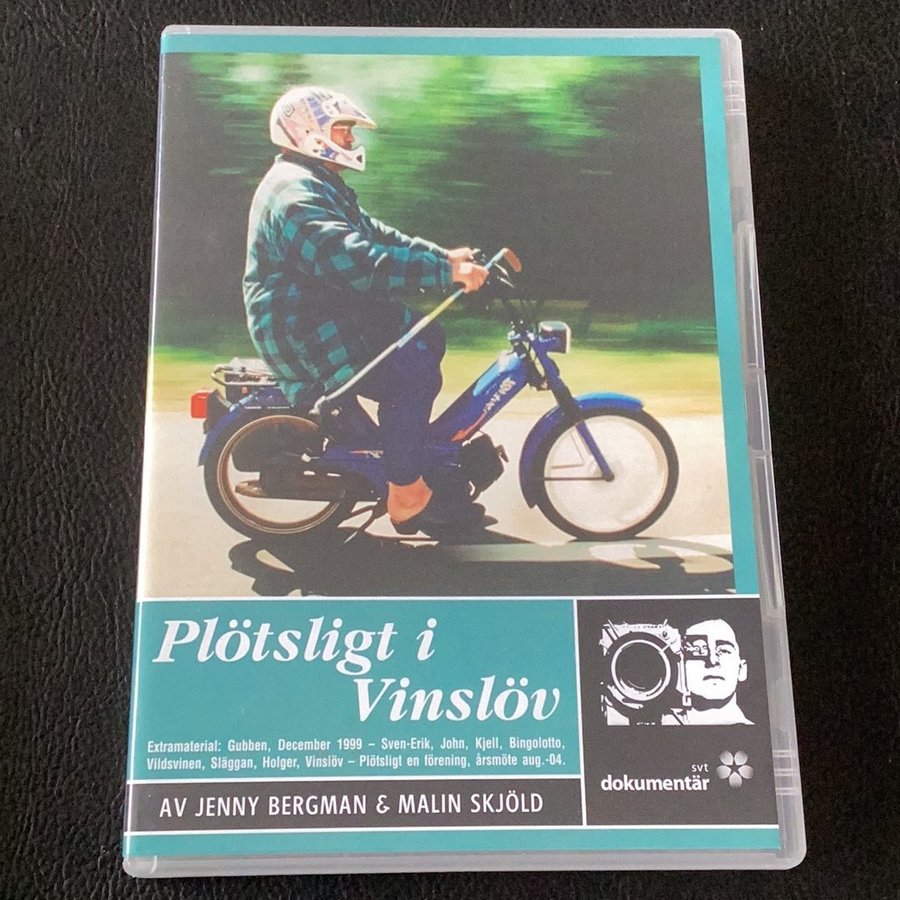 Plötsligt i
Vinslöv
Extramaterial: Gubben, December 1999 – Sven-Erik, John, Kjell, Bingolotto,
Vildsvinen, Släggan, Holger, Vinslöv – Plötsligt en förening, årsmöte aug.-04.
AV JENNY BERGMAN & MALIN SKJÖLD
svt
dokumentär